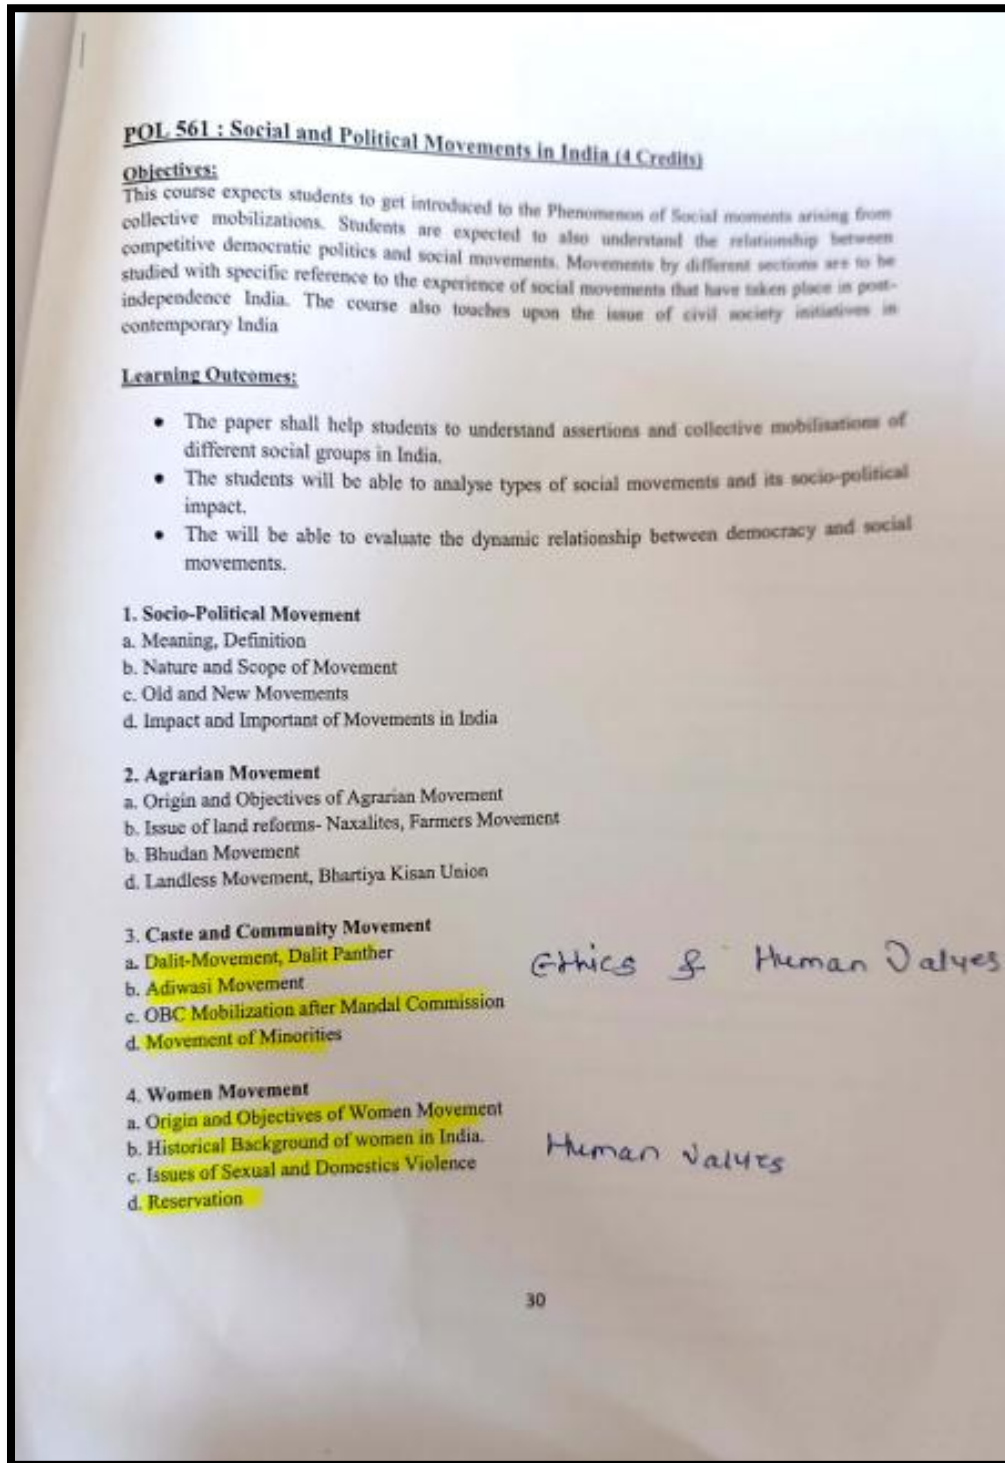 POL 561 : Social and Political Movements in India (4 Credits)
Objectives:
This course expects students to get introduced to the Phenomenon of Social moments arising from
collective mobilizations. Students are expected to also understand the relationship between
competitive democratic politics and social movements. Movements by different sections are to be
studied with specific reference to the experience of social movements that have taken place in post-
independence India. The course also touches upon the issue of civil society initiatives in
contemporary India
Learning Outcomes:
• The paper shall help students to understand assertions and collective mobilisations of
different social groups in India.
• The students will be able to analyse types of social movements and its socio-political
impact.
• The will be able to evaluate the dynamic relationship between democracy and social
movements.
1. Socio-Political Movement
a. Meaning, Definition
b. Nature and Scope of Movement
c. Old and New Movements
d. Impact and Important of Movements in India
2. Agrarian Movement
a. Origin and Objectives of Agrarian Movement
b. Issue of land reforms- Naxalites, Farmers Movement
b. Bhudan Movement
d. Landless Movement, Bhartiya Kisan Union
3. Caste and Community Movement
a. Dalit-Movement, Dalit Panther
Ethics & Human Values
b. Adiwasi Movement
c. OBC Mobilization after Mandal Commission
d. Movement of Minorities
4. Women Movement
a. Origin and Objectives of Women Movement
b. Historical Background of women in India.
Human Values
c. Issues of Sexual and Domestics Violence
d. Reservation
30